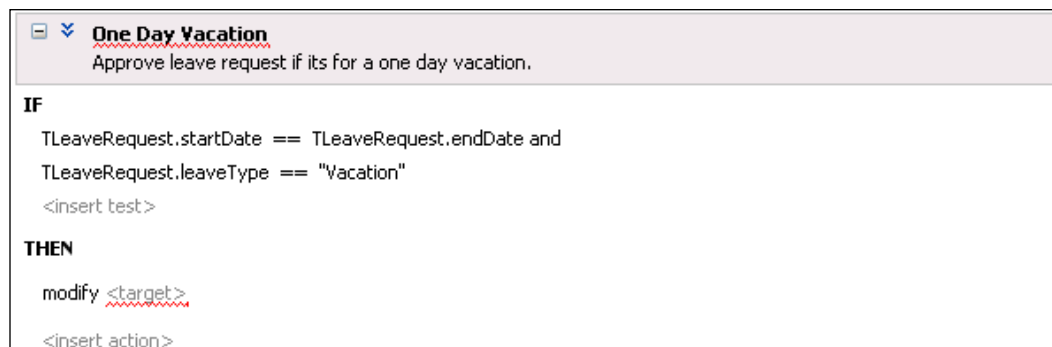 One Day Vacation
Approve leave request if its for a one day vacation.
IF
TLeaveRequest.startDate == TLeaveRequest.endDate and
TLeaveRequest.leaveType == "Vacation"
<insert test>
THEN
modify <target>
<insert action>